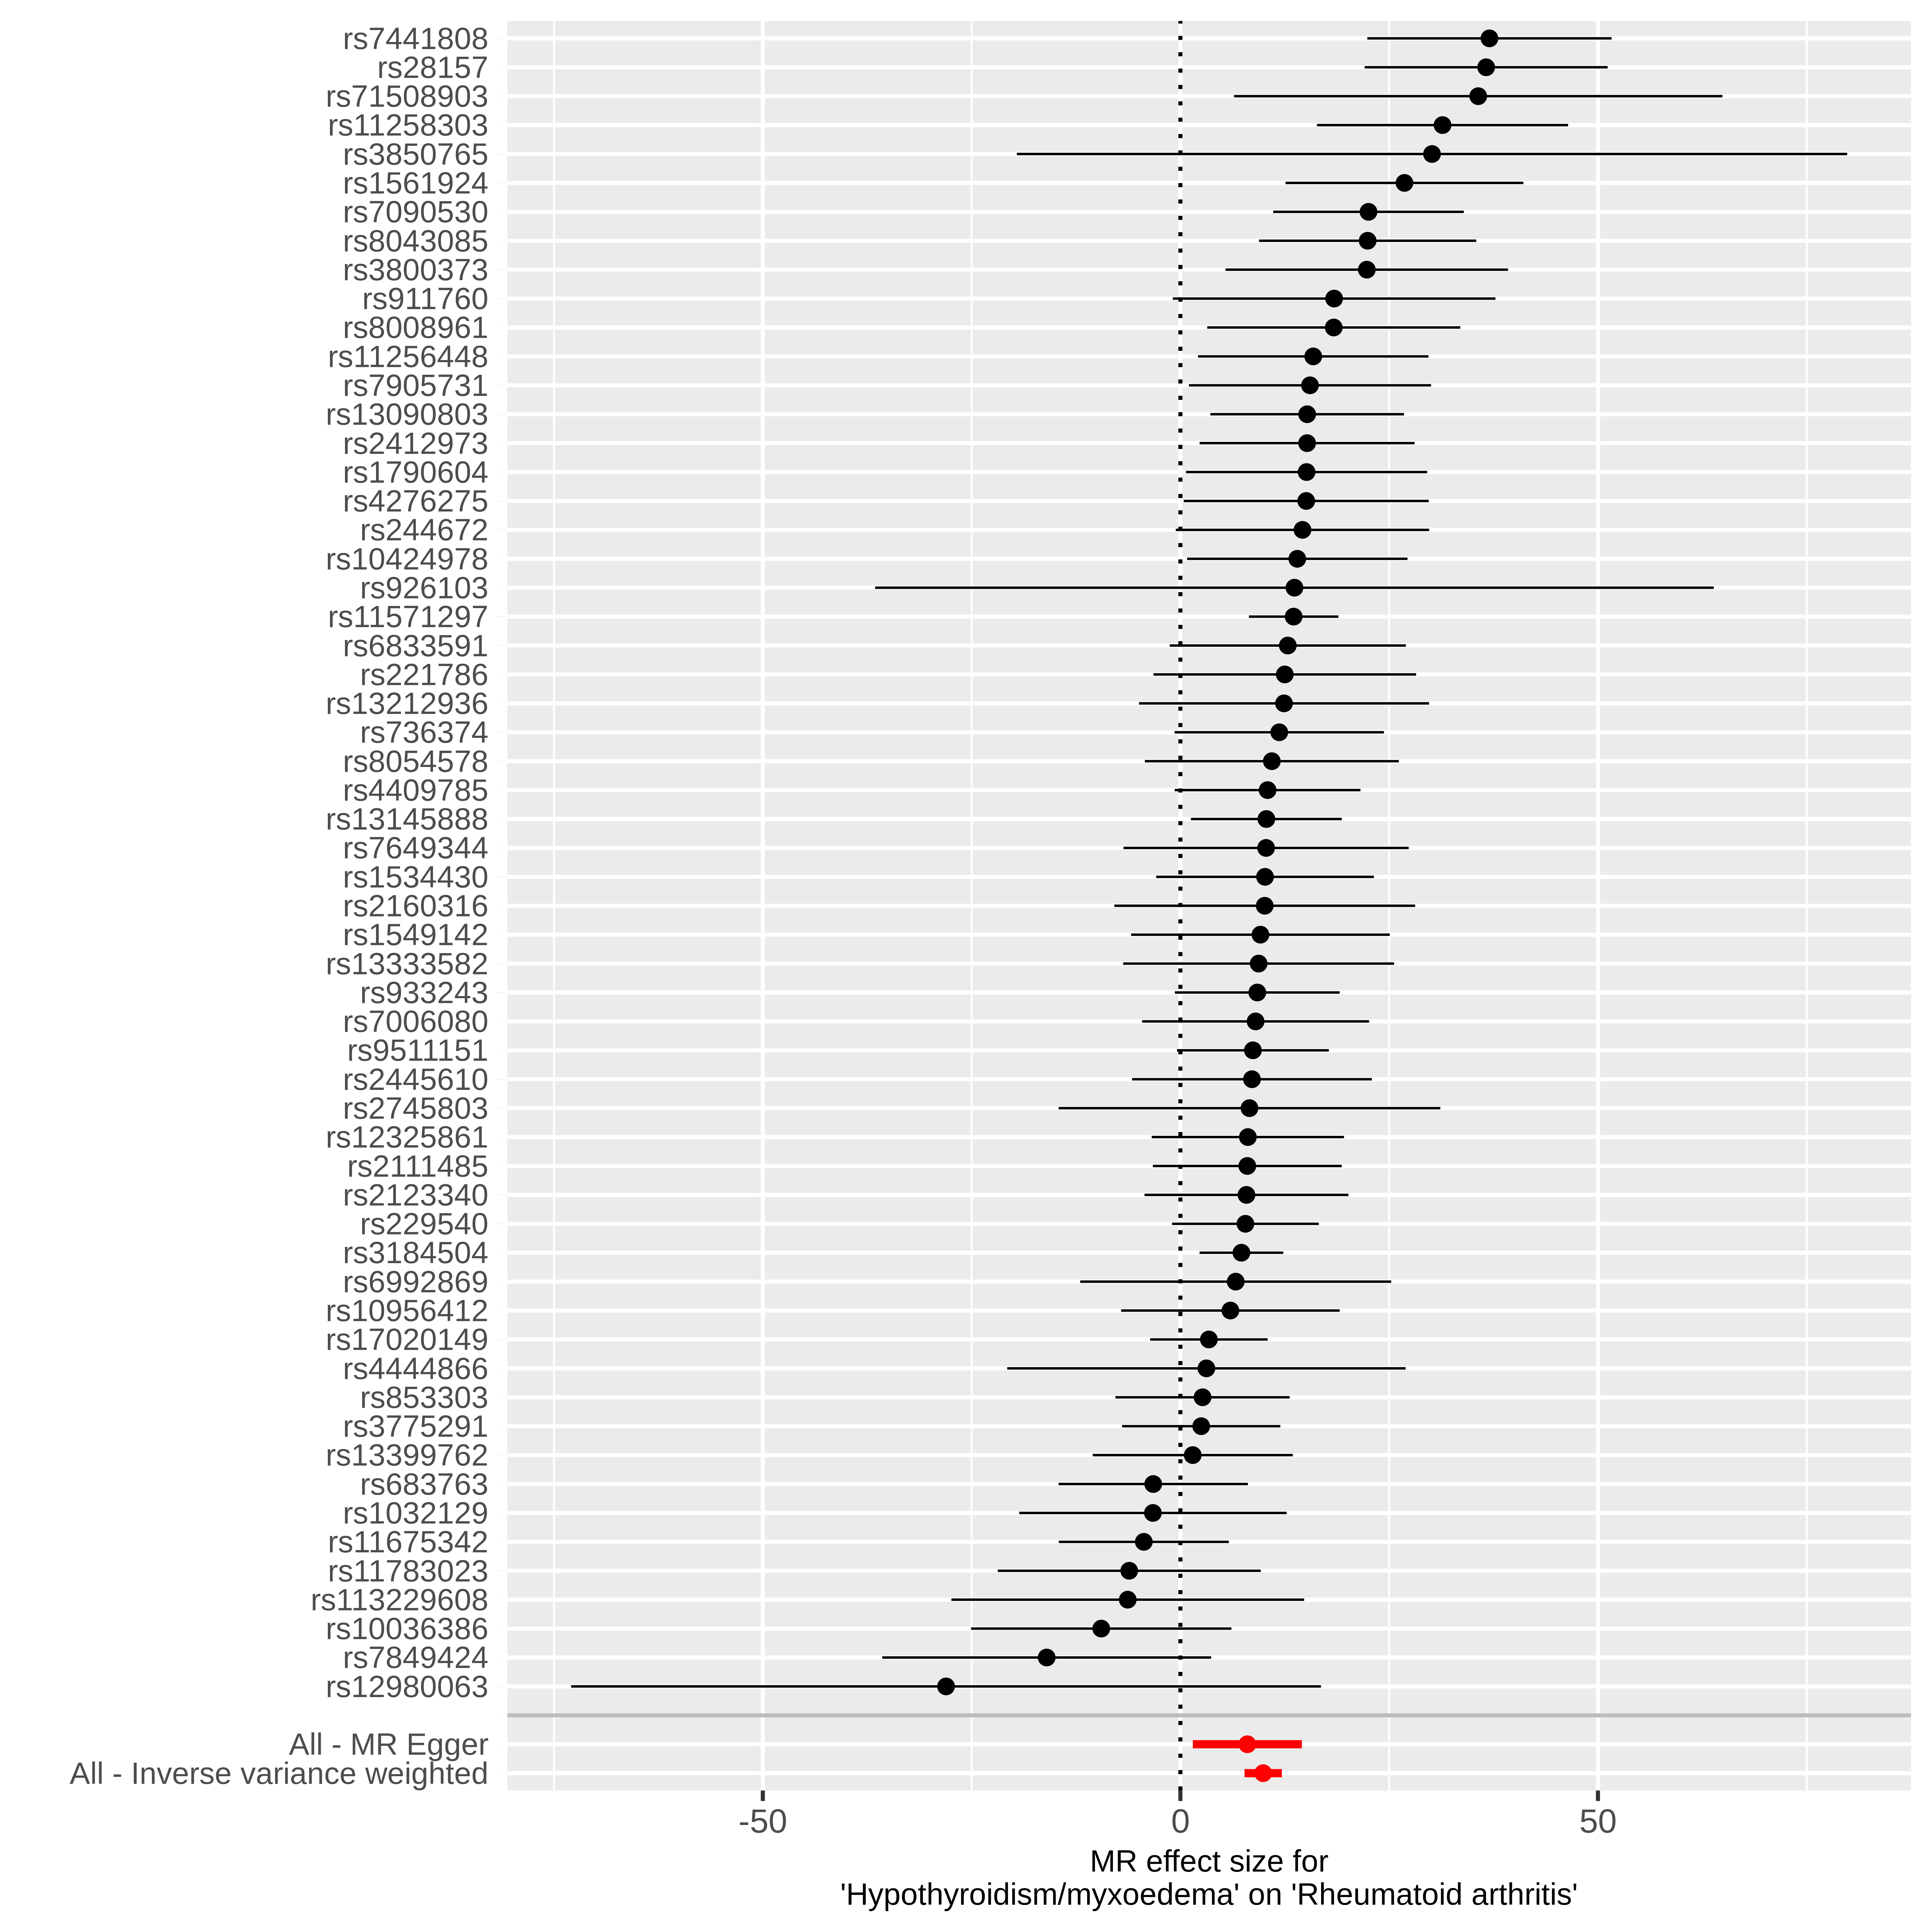 rs7441808
rs28157
rs71508903
rs11258303
rs3850765
rs1561924
rs7090530
rs8043085
rs3800373
rs911760
rs8008961
rs11256448
rs7905731
rs13090803
rs2412973
rs1790604
rs4276275
rs244672
rs10424978
rs926103
rs11571297
rs6833591
rs221786
rs13212936
rs736374
rs8054578
rs4409785
rs13145888
rs7649344
rs1534430
rs2160316
rs1549142
rs13333582
rs933243
rs7006080
rs9511151
rs2445610
rs2745803
rs12325861
rs2111485
rs2123340
rs229540
rs3184504
rs6992869
rs10956412
rs17020149
rs4444866
rs853303
rs3775291
rs13399762
rs683763
rs1032129
rs11675342
rs11783023
rs113229608
rs10036386
rs7849424
rs12980063
All - MR Egger
All - Inverse variance weighted
-50 0 50
MR effect size for
'Hypothyroidism/myxoedema' on 'Rheumatoid arthritis'